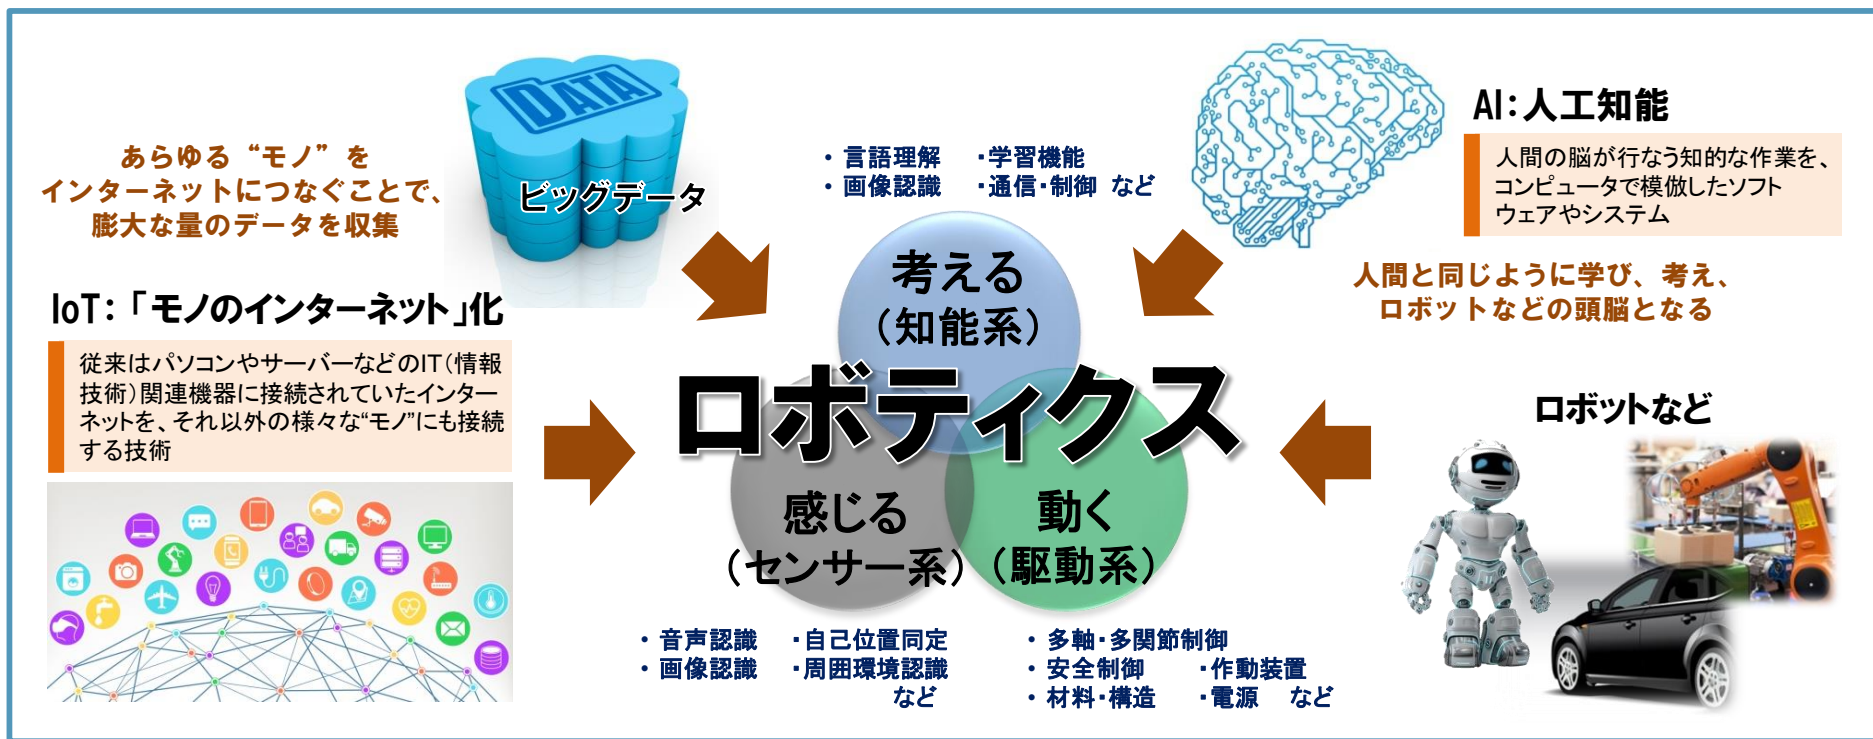 DATA
ビッグデータ
あらゆる“モノ”を
インターネットにつなぐことで、
膨大な量のデータを収集
IoT：「モノのインターネット」化
従来はパソコンやサーバーなどのIT（情報
技術）関連機器に接続されていたインター
ネットを、それ以外の様々な“モノ”にも接続
する技術
・言語理解　・学習機能
・画像認識　・通信・制御　など
考える
（知能系）
ロボティクス
感じる
（センサー系）
動く
（駆動系）
・音声認識　・自己位置同定
・画像認識　・周囲環境認識
など
・多軸・多関節制御
・安全制御　・作動装置
・材料・構造　・電源　など
AI：人工知能
人間の脳が行なう知的な作業を、
コンピュータで模倣したソフト
ウェアやシステム
人間と同じように学び、考え、
ロボットなどの頭脳となる
ロボットなど